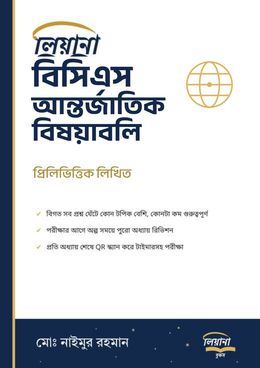 লিয়ানা
বিসিএস
আন্তর্জাতিক
বিষয়াবলি
প্রিলিভিত্তিক লিখিত
বিগত সব প্রশ্ন ঘেঁটে কোন টপিক বেশি, কোনটা কম গুরুত্বপূর্ণ
পরীক্ষার আগে অল্প সময়ে পুরো অধ্যায় রিভিশন
প্রতি অধ্যায় শেষে QR স্ক্যান করে টাইমারসহ পরীক্ষা
মোঃ নাইমুর রহমান
লিয়ানা
বুকস